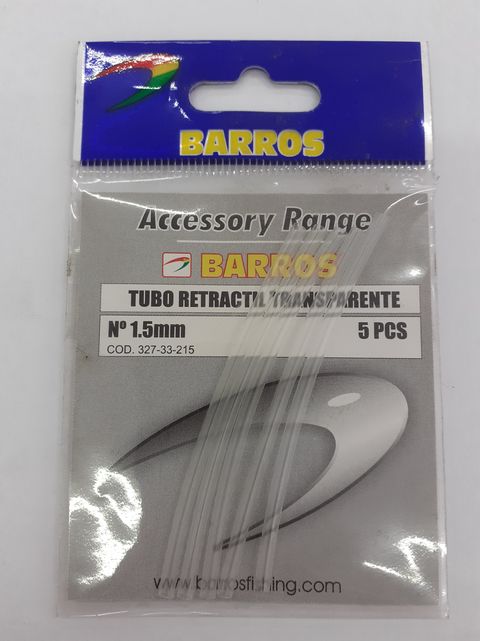 BARROS
Accessory Range
BARROS
TUBO RETRACTIL TRANSPARENTE
Nº 1.5mm 5 PCS
COD. 327-33-215
www.barrosfishing.com